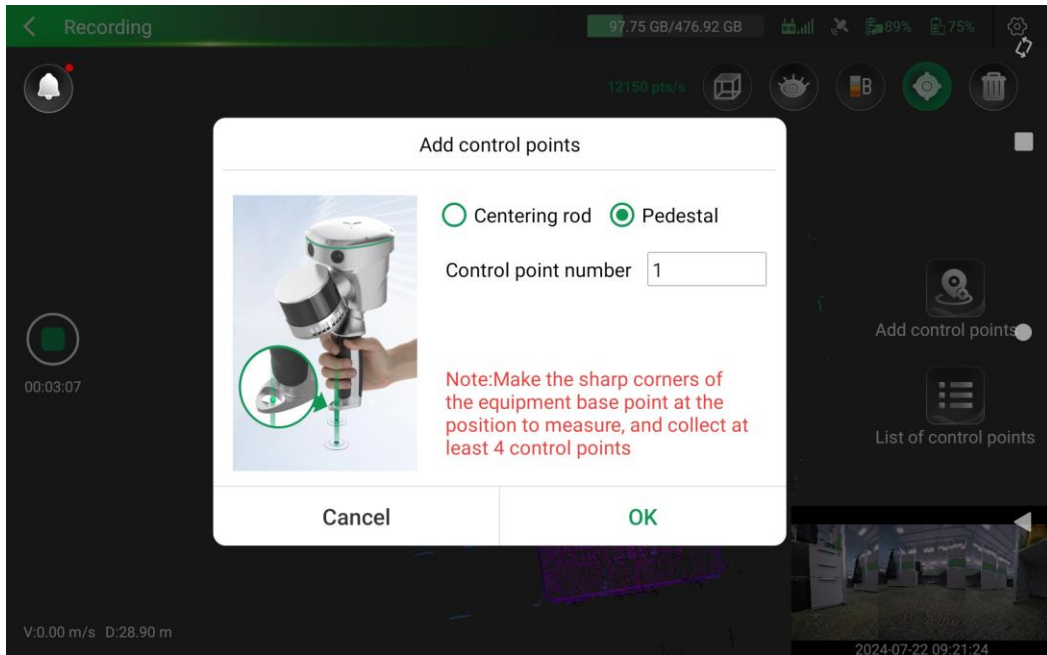 Recording
97.75 GB/476.92 GB
89%
75%
12150 pts/s
B
Add control points
Centering rod
Pedestal
Control point number 1
Note:Make the sharp corners of
the equipment base point at the
position to measure, and collect at
least 4 control points
Cancel
OK
00:03:07
Add control points
List of control points
V:0.00 m/s D:28.90 m
2024-07-22 09:21:24